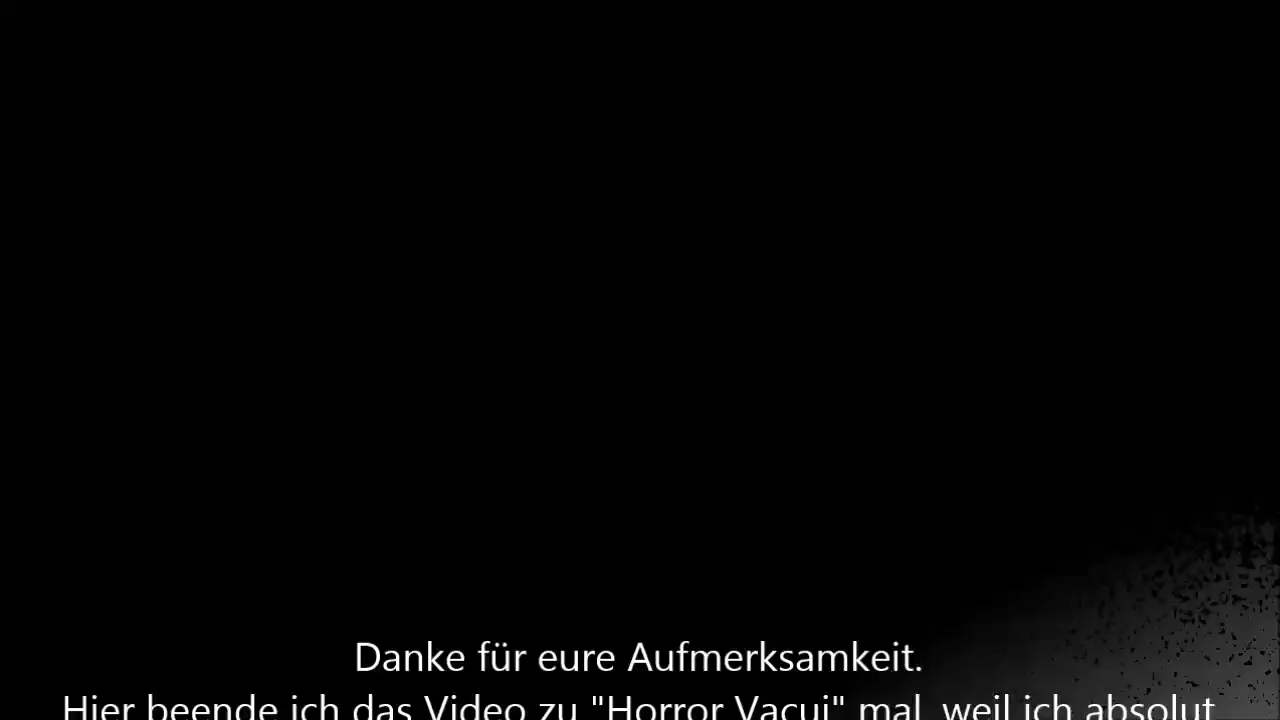 Danke für eure Aufmerksamkeit.
Hier beende ich das Video zu "Horror Vacui" mal, weil ich absolut